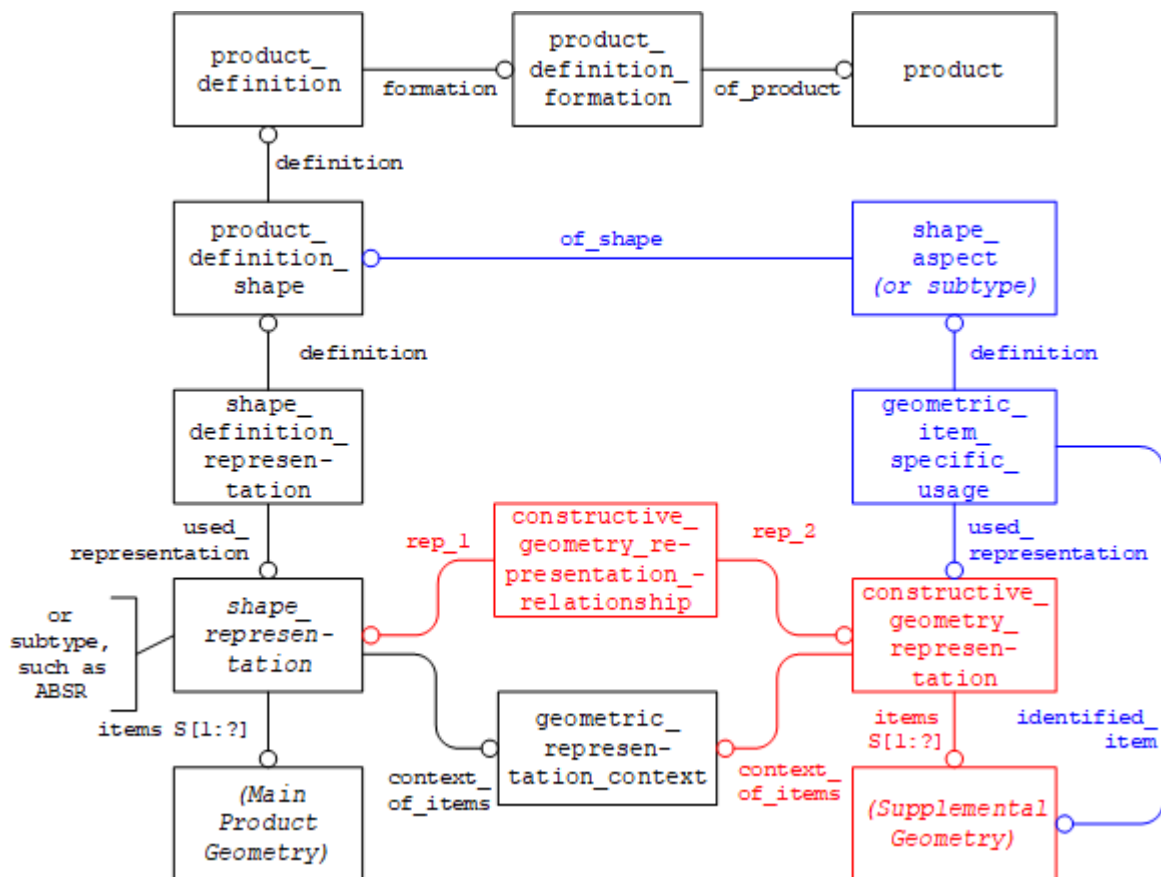 product_
definition
formation
product_
definition_
formation
of_product
product
definition
product_
definition_
shape
of_shape
shape_
aspect
(or subtype)
definition
definition
shape_
definition_
represen-
tation
geometric_
item_
specific_
usage
used_
representation
rep_1
constructive_
geometry_re-
presentation_-
relationship
rep_2
used_
representation
or
subtype,
such as
ABSR
shape_
represen-
tation
constructive_
geometry_
represen-
tation
items S[1:?]
geometric_
represen-
tation_context
items
S[1:?]
identified_
item
context_
of_items
context_
of_items
(Main
Product
Geometry)
(Supplemental
Geometry)